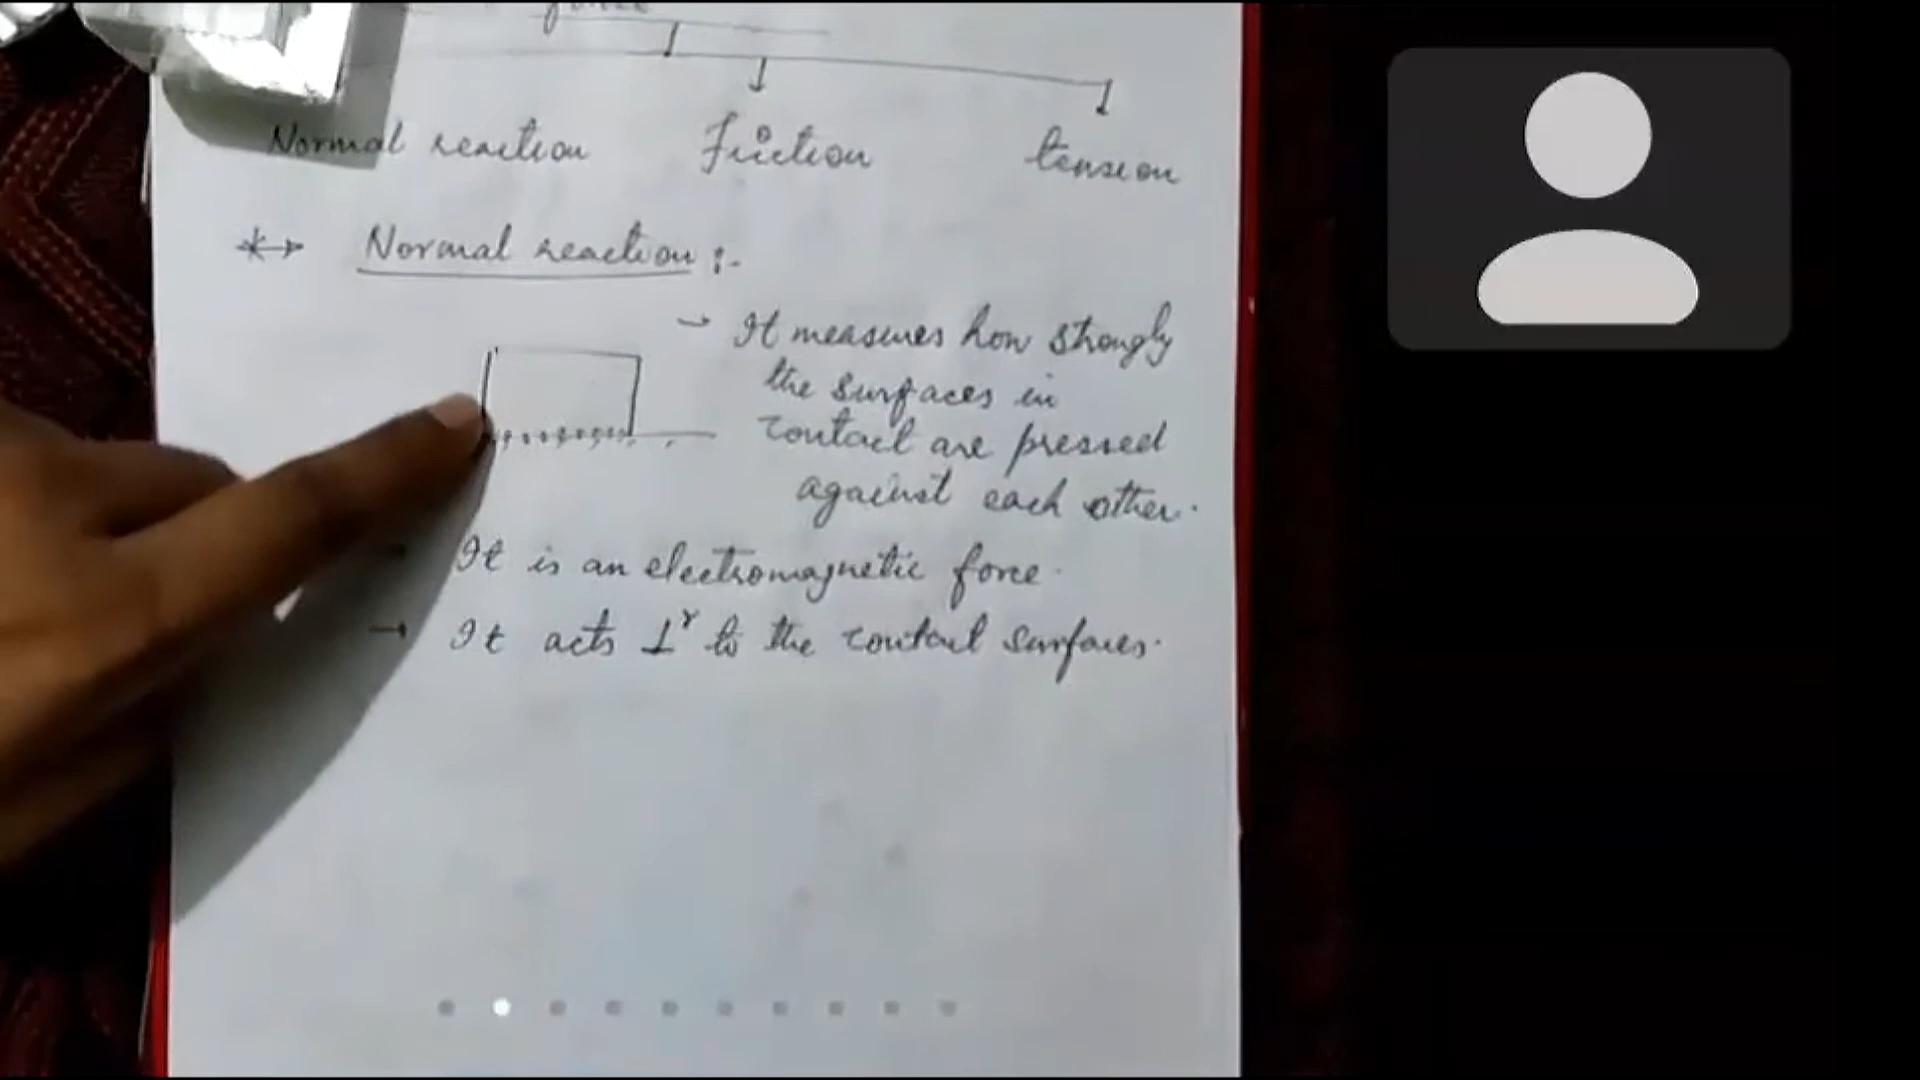 force
Normal reaction Friction tension
Normal reaction :-
→ It measures how strongly
the surfaces in
contact are pressed
against each other.
→ It is an electromagnetic force.
→ It acts ⊥r to the contact surfaces.